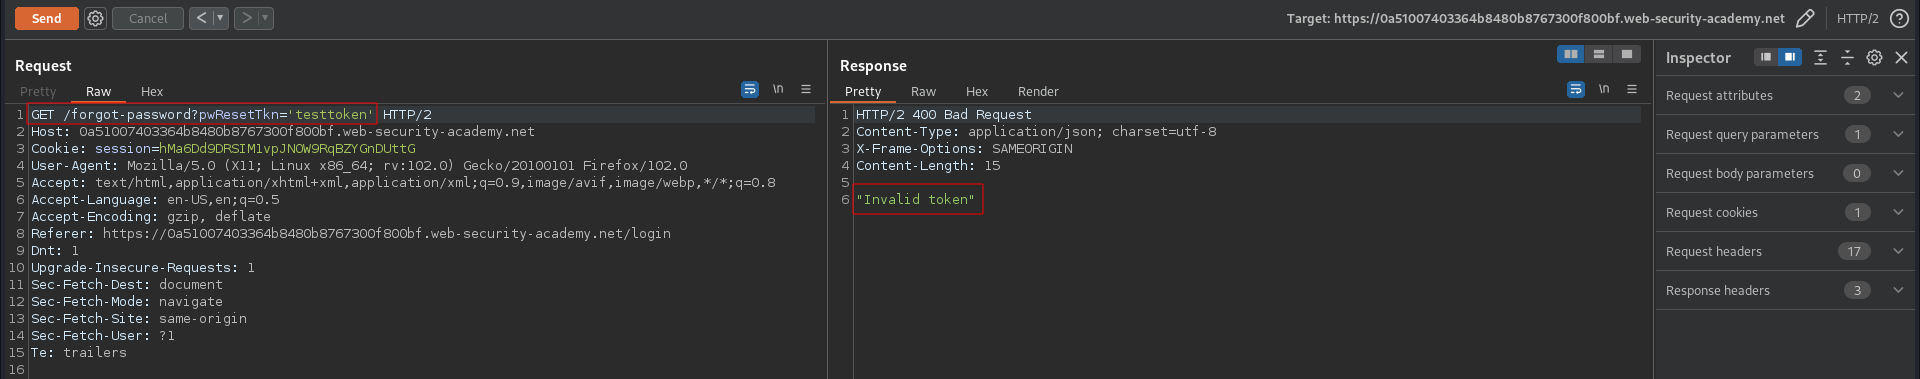 Send Cancel < > Target: https://0a51007403364b8480b8767300f800bf.web-security-academy.net HTTP/2
Request
Pretty Raw Hex \n
1 GET /forgot-password?pwResetTkn='testtoken' HTTP/2
2 Host: 0a51007403364b8480b8767300f800bf.web-security-academy.net
3 Cookie: session=hMa6Dd9DRSIM1vpJNOW9RqBZYGnDUttG
4 User-Agent: Mozilla/5.0 (X11; Linux x86_64; rv:102.0) Gecko/20100101 Firefox/102.0
5 Accept: text/html,application/xhtml+xml,application/xml;q=0.9,image/avif,image/webp,*/*;q=0.8
6 Accept-Language: en-US,en;q=0.5
7 Accept-Encoding: gzip, deflate
8 Referer: https://0a51007403364b8480b8767300f800bf.web-security-academy.net/login
9 Dnt: 1
10 Upgrade-Insecure-Requests: 1
11 Sec-Fetch-Dest: document
12 Sec-Fetch-Mode: navigate
13 Sec-Fetch-Site: same-origin
14 Sec-Fetch-User: ?1
15 Te: trailers
16
Response
Pretty Raw Hex Render \n
1 HTTP/2 400 Bad Request
2 Content-Type: application/json; charset=utf-8
3 X-Frame-Options: SAMEORIGIN
4 Content-Length: 15
5
6 "Invalid token"
Inspector
Request attributes 2
Request query parameters 1
Request body parameters 0
Request cookies 1
Request headers 17
Response headers 3